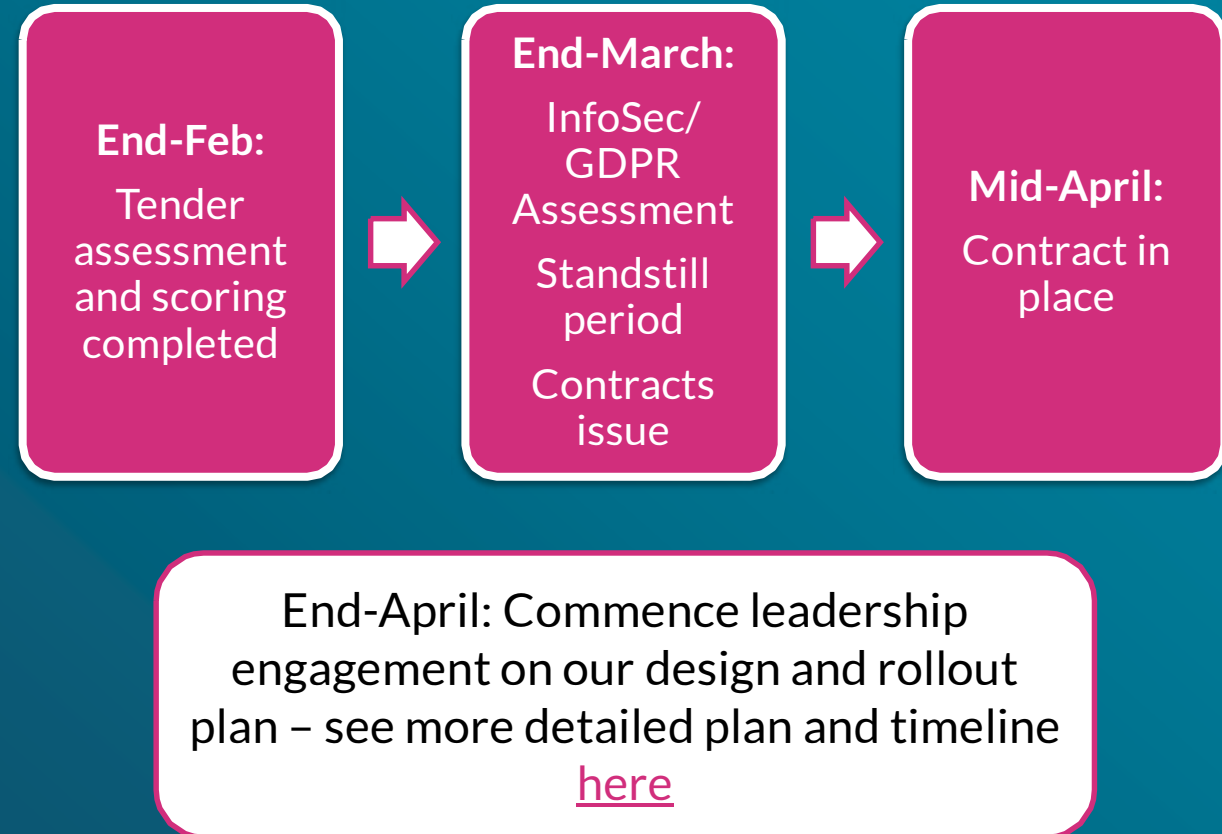 End-Feb:
Tender
assessment
and scoring
completed
End-March:
InfoSec/
GDPR
Assessment
Standstill
period
Contracts
issue
Mid-April:
Contract in
place
End-April: Commence leadership
engagement on our design and rollout
plan – see more detailed plan and timeline
here